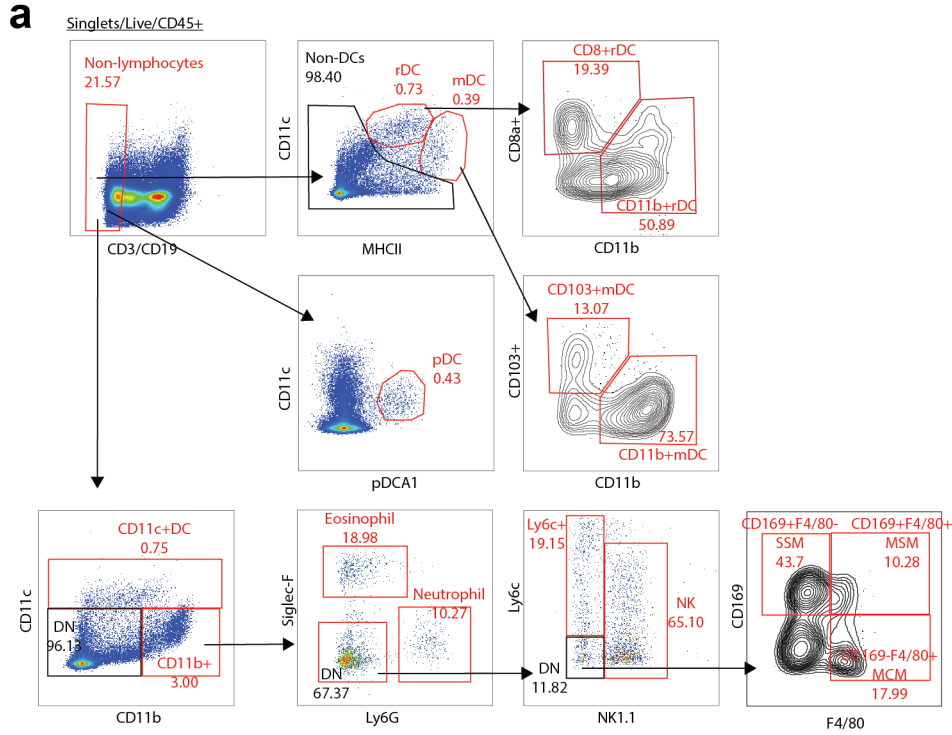 a
Singlets/Live/CD45+
Non-lymphocytes
21.57
CD3/CD19
Non-DCs
98.40
rDC
0.73
mDC
0.39
CD11c
MHCII
CD8+rDC
19.39
CD8a+
CD11b+rDC
50.89
CD11b
CD11c
pDC
0.43
pDCA1
CD103+mDC
13.07
CD103+
73.57
CD11b+mDC
CD11b
CD11c+DC
0.75
CD11c
DN
96.13
CD11b+
3.00
CD11b
Eosinophil
18.98
Siglec-F
Neutrophil
10.27
DN
67.37
Ly6G
Ly6c+
19.15
Ly6c
NK
65.10
DN
11.82
NK1.1
CD169+F4/80-
SSM
43.7
CD169+F4/80+
MSM
10.28
CD169
CD169-F4/80+
MCM
17.99
F4/80